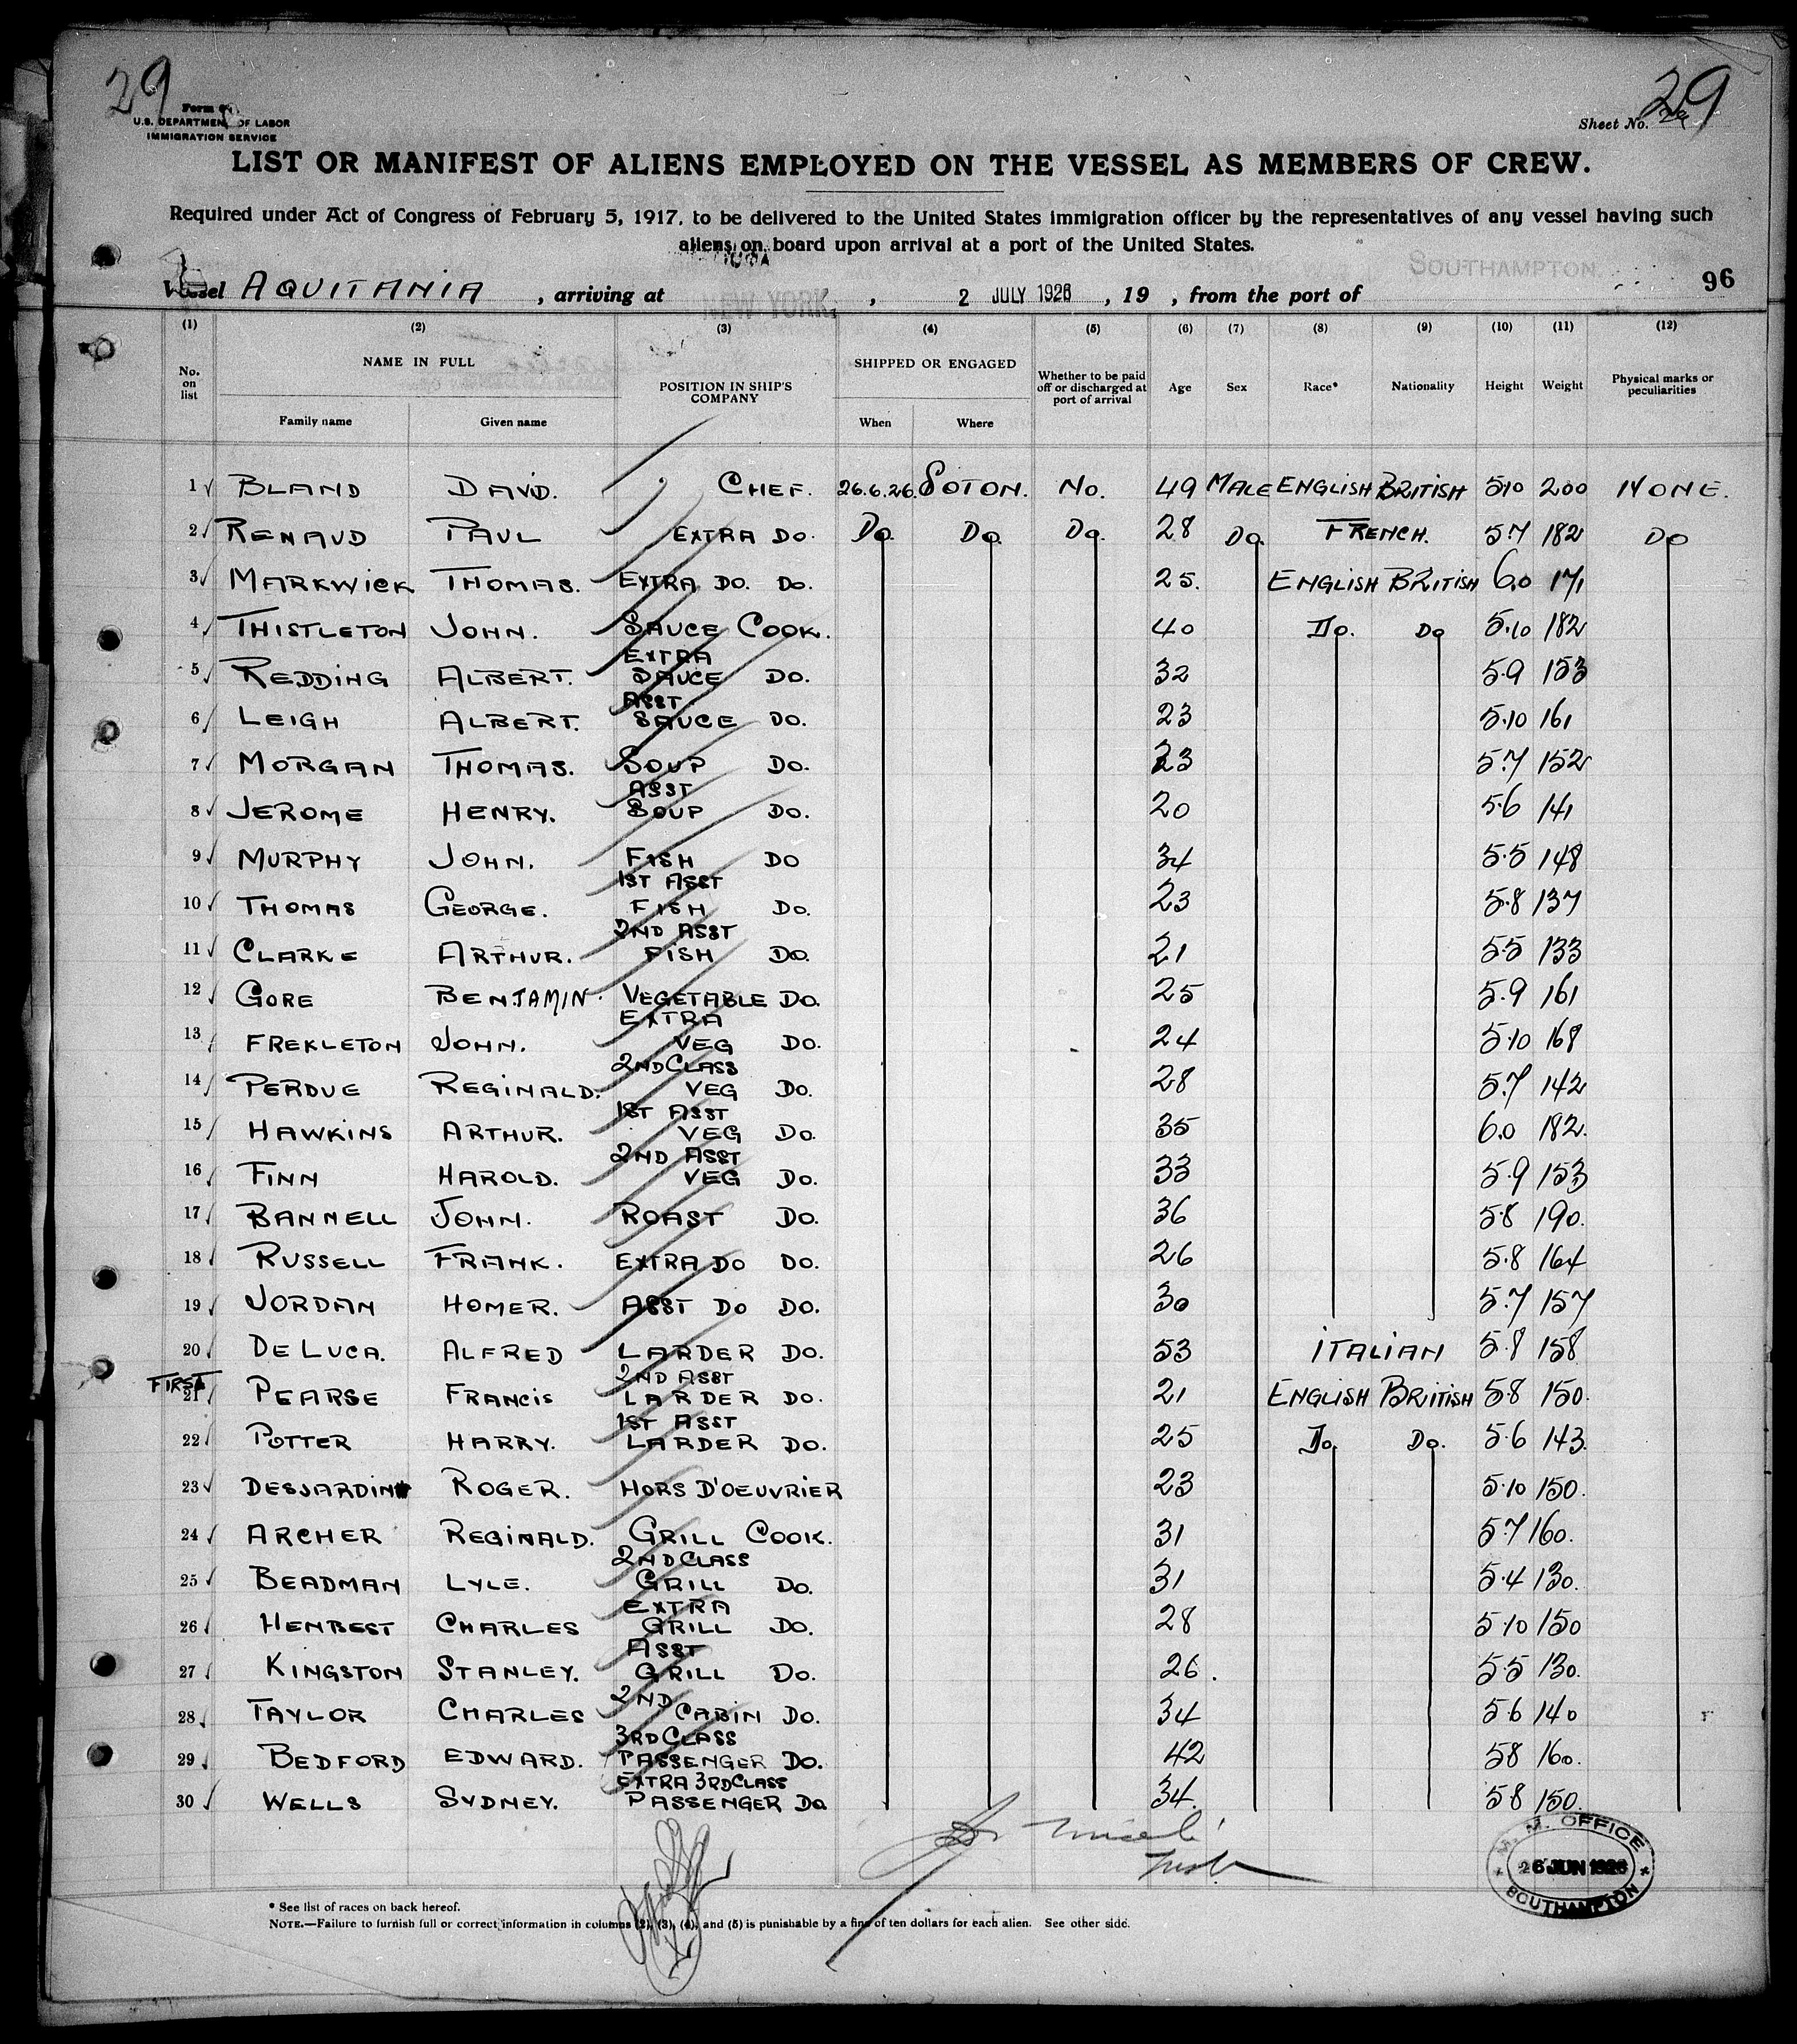 29
29
Form
U.S. DEPARTMENT OF LABOR
IMMIGRATION SERVICE
Sheet No. 29
LIST OR MANIFEST OF ALIENS EMPLOYED ON THE VESSEL AS MEMBERS OF CREW.
Required under Act of Congress of February 5, 1917, to be delivered to the United States immigration officer by the representatives of any vessel having such
aliens on board upon arrival at a port of the United States.
Vessel AQUITANIA, arriving at NEW YORK, 2 JULY 1926, 19 , from the port of SOUTHAMPTON 96
(1) (2) (3) (4) (5) (6) (7) (8) (9) (10) (11) (12)
No. on list NAME IN FULL Family name Given name POSITION IN SHIP'S COMPANY SHIPPED OR ENGAGED When Where Whether to be paid off or discharged at port of arrival Age Sex Race* Nationality Height Weight Physical marks or peculiarities
1 BLAND DAVID. CHEF. 26.6.26. SOTON. NO. 49 MALE ENGLISH BRITISH 5.10 200 NONE.
2 RENAUD PAUL EXTRA DO. DO. DO. DO. 28 DO. FRENCH. 5.7 182 DO
3 MARKWICK THOMAS. EXTRA DO. DO. 25. ENGLISH BRITISH 6.0 171
4 THISTLETON JOHN. SAUCE COOK. 40 DO. DO 5.10 182
5 REDDING ALBERT. EXTRA SAUCE DO. 32 5.9 153
6 LEIGH ALBERT. ASST SAUCE DO. 23 5.10 161
7 MORGAN THOMAS. SOUP DO. 23 5.7 152
8 JEROME HENRY. ASST SOUP DO. 20 5.6 141
9 MURPHY JOHN. FISH DO 34 5.5 148
10 THOMAS GEORGE. 1ST ASST FISH DO. 23 5.8 137
11 CLARKE ARTHUR. 2ND ASST FISH DO. 21 5.5 133
12 GORE BENJAMIN. VEGETABLE DO. 25 5.9 161
13 FREKLETON JOHN. EXTRA VEG DO. 24 5.10 168
14 PERDUE REGINALD. 2ND CLASS VEG DO. 28 5.7 142
15 HAWKINS ARTHUR. 1ST ASST VEG DO. 35 6.0 182.
16 FINN HAROLD. 2ND ASST VEG DO. 33 5.9 153
17 BANNELL JOHN. ROAST DO. 36 5.8 190.
18 RUSSELL FRANK. EXTRA DO DO. 26 5.8 164
19 JORDAN HOMER. ASST DO DO. 30 5.7 157
20 DE LUCA. ALFRED LARDER DO. 53 ITALIAN 5.8 158
FIRST
21 PEARSE FRANCIS 2ND ASST LARDER DO. 21 ENGLISH BRITISH 5.8 150.
22 POTTER HARRY. 1ST ASST LARDER DO. 25 DO. DO. 5.6 143.
23 DESJARDIN ROGER. HORS D'OEUVRIER 23 5.10 150.
24 ARCHER REGINALD. GRILL COOK. 31 5.7 160.
25 BEADMAN LYLE. 2ND CLASS GRILL DO. 31 5.4 130.
26 HENBEST CHARLES EXTRA GRILL DO. 28 5.10 150
27 KINGSTON STANLEY. ASST GRILL DO. 26. 5.5 130.
28 TAYLOR CHARLES 2ND CABIN DO. 34 5.6 140
29 BEDFORD EDWARD. 3RD CLASS PASSENGER DO. 42 5.8 160.
30 WELLS SYDNEY. EXTRA 3RD CLASS PASSENGER DO 34. 5.8 150.
M. M. OFFICE
26 JUN 1926
SOUTHAMPTON
* See list of races on back hereof.
NOTE.—Failure to furnish full or correct information in columns (2), (3), (4), and (5) is punishable by a fine of ten dollars for each alien. See other side.